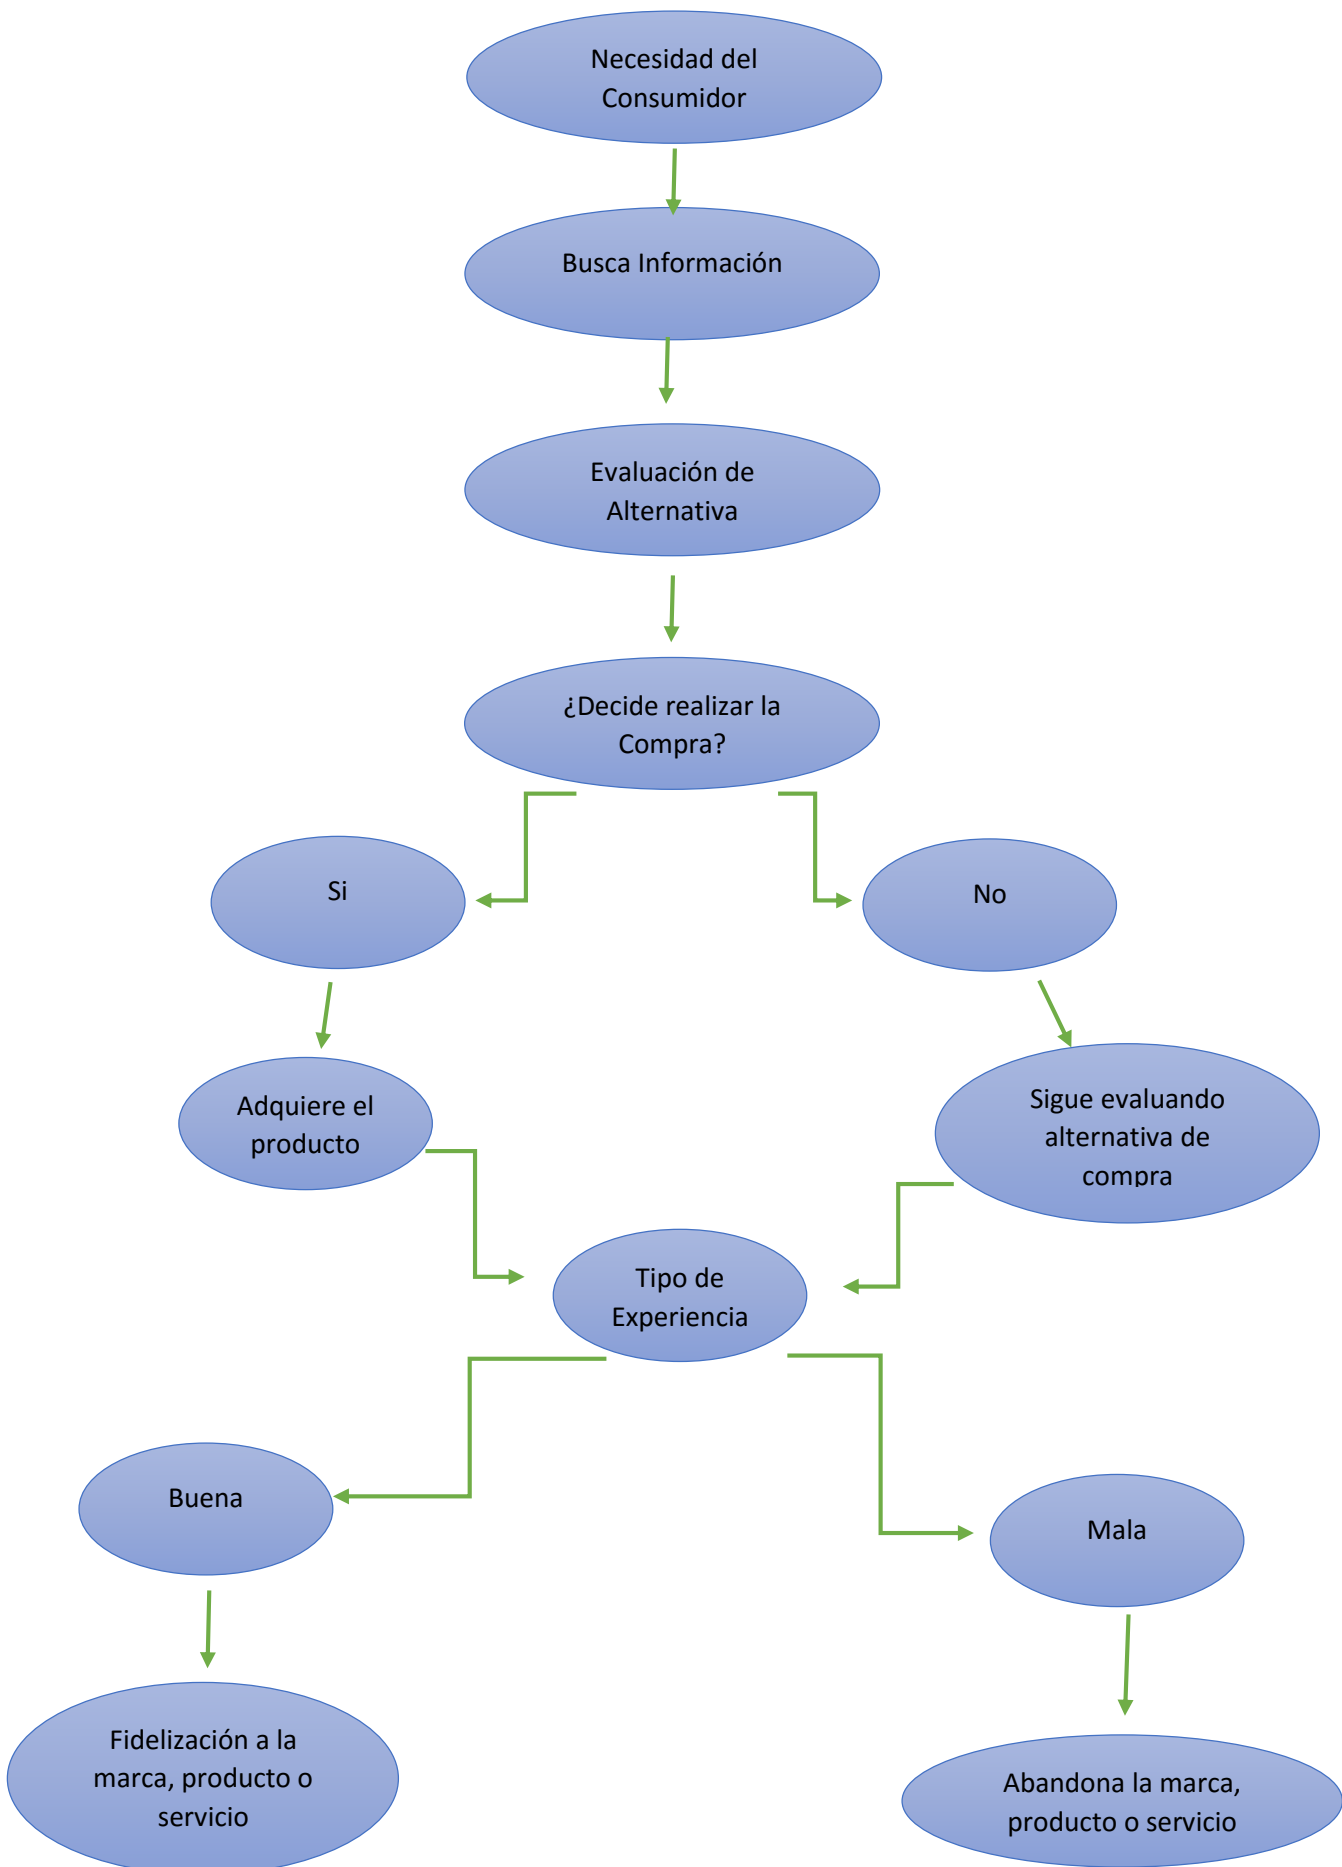 Necesidad del
Consumidor
Busca Información
Evaluación de
Alternativa
¿Decide realizar la
Compra?
Si
No
Adquiere el
producto
Sigue evaluando
alternativa de
compra
Tipo de
Experiencia
Buena
Mala
Fidelización a la
marca, producto o
servicio
Abandona la marca,
producto o servicio